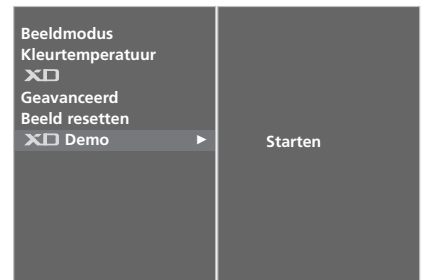 Beeldmodus
Kleurtemperatuur
XD
Geavanceerd
Beeld resetten
XD Demo ►
Starten